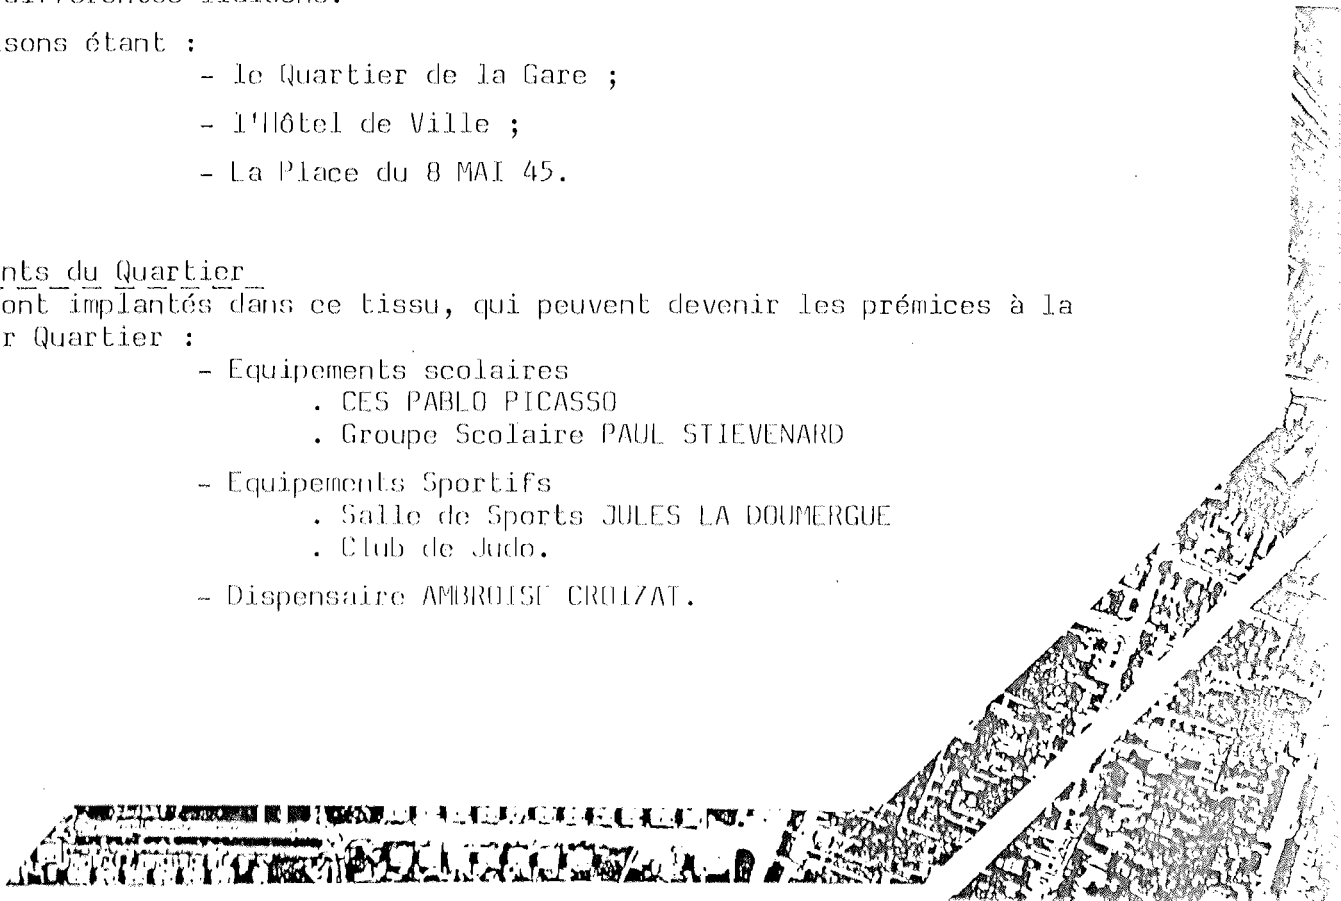 différentes liaisons.
sons étant :
- le Quartier de la Gare ;
- l'Hôtel de Ville ;
- La Place du 8 MAI 45.
nts du Quartier
ont implantés dans ce tissu, qui peuvent devenir les prémices à la
r Quartier :
- Equipements scolaires
. CES PABLO PICASSO
. Groupe Scolaire PAUL STIEVENARD
- Equipements Sportifs
. Salle de Sports JULES LA DOUMERGUE
. Club de Judo.
- Dispensaire AMBROISE CROIZAT.